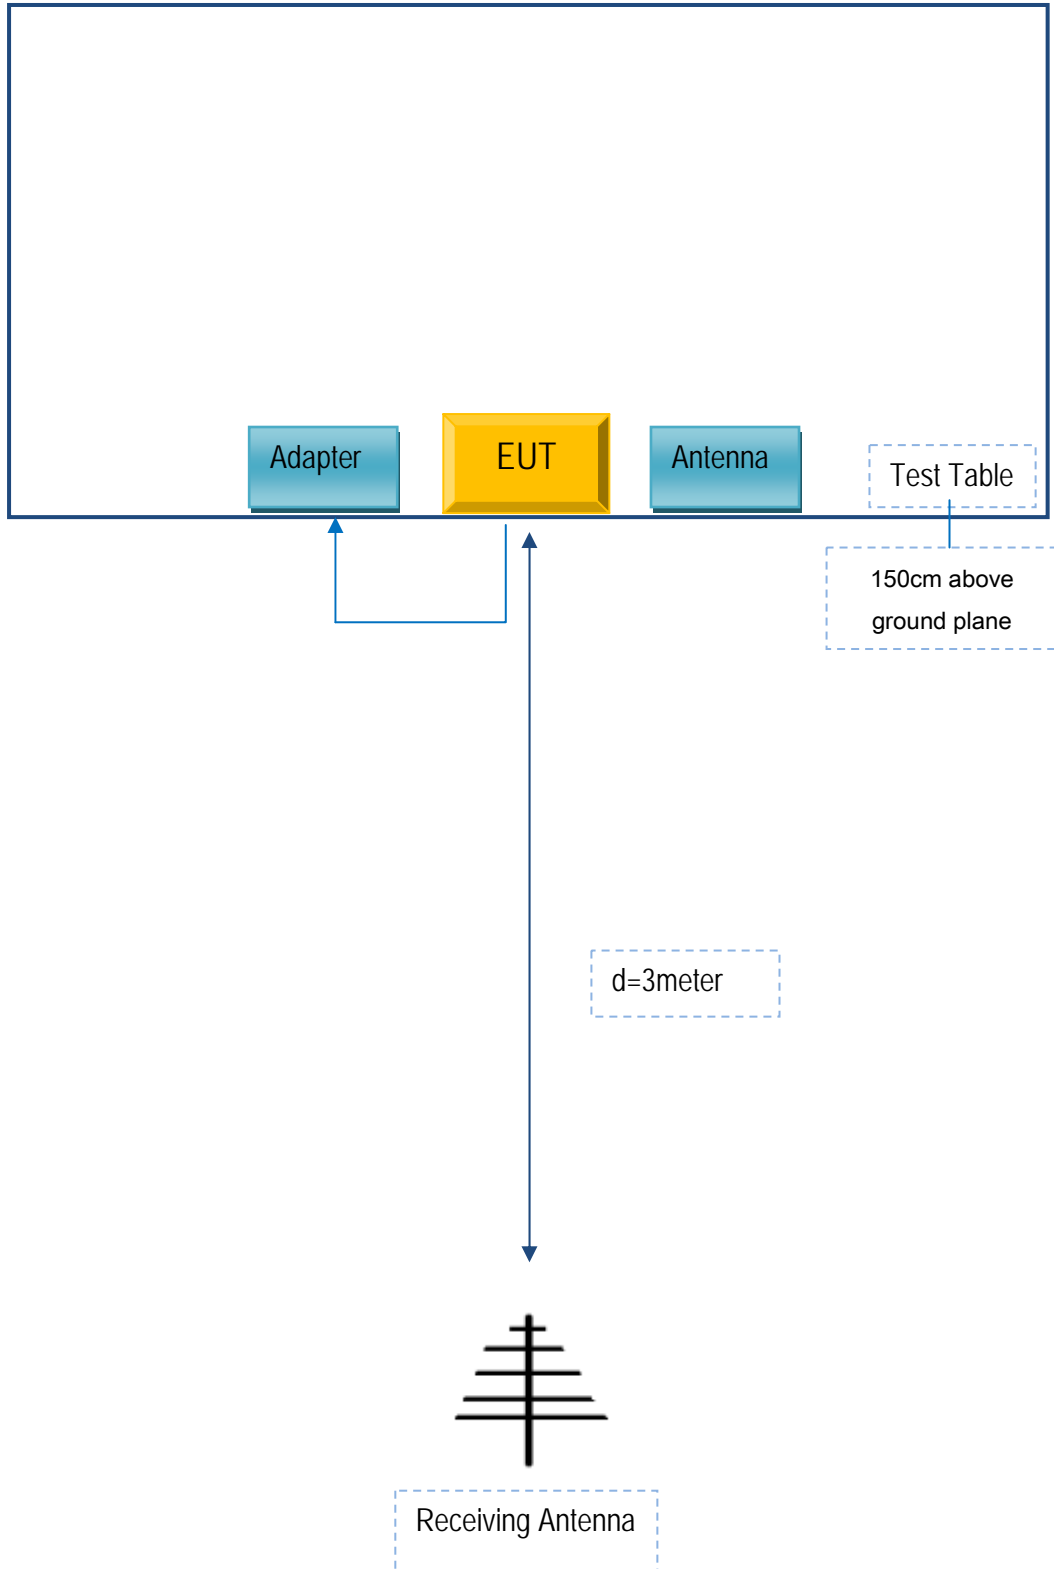 Adapter
EUT
Antenna
Test Table
150cm above
ground plane
d=3meter
Receiving Antenna